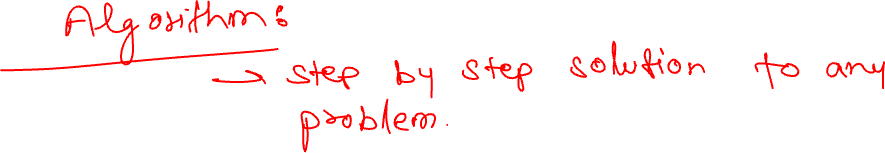 Algorithm:
→ step by step solution to any
problem.